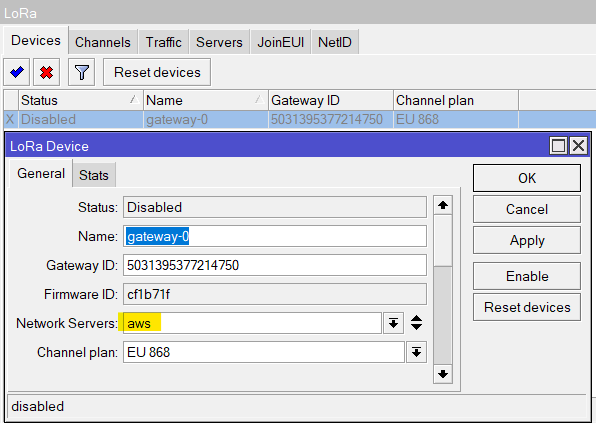 LoRa
Devices Channels Traffic Servers JoinEUI NetID
Reset devices
Status Name Gateway ID Channel plan
X Disabled gateway-0 5031395377214750 EU 868
LoRa Device
General Stats
Status: Disabled
Name: gateway-0
Gateway ID: 5031395377214750
Firmware ID: cf1b71f
Network Servers: aws
Channel plan: EU 868
OK
Cancel
Apply
Enable
Reset devices
disabled